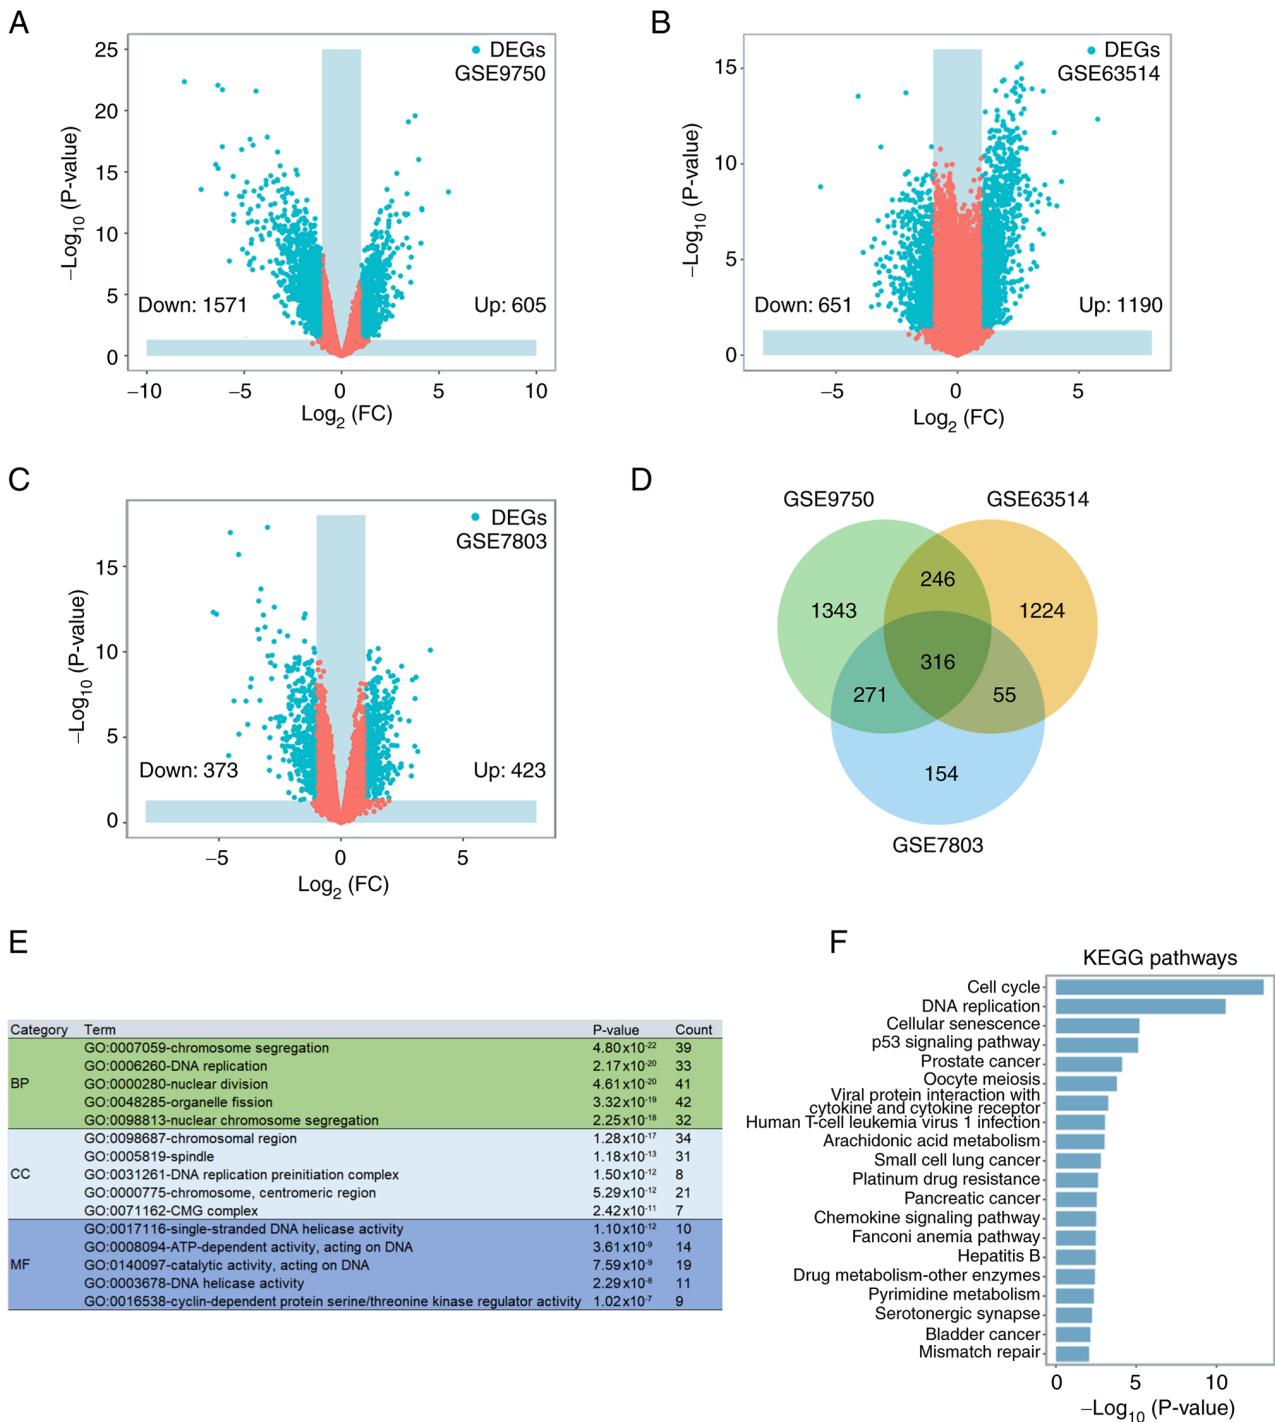 A
25
20
15
10
5
0
−Log10 (P-value)
DEGs
GSE9750
Down: 1571
Up: 605
−10
−5
0
5
10
Log2 (FC)
B
15
10
5
0
−Log10 (P-value)
DEGs
GSE63514
Down: 651
Up: 1190
−5
0
5
Log2 (FC)
C
15
10
5
0
−Log10 (P-value)
DEGs
GSE7803
Down: 373
Up: 423
−5
0
5
Log2 (FC)
D
GSE9750
GSE63514
246
1343
1224
316
271
55
154
GSE7803
E
Category Term P-value Count
GO:0007059-chromosome segregation 4.80x10-22 39
GO:0006260-DNA replication 2.17x10-20 33
BP GO:0000280-nuclear division 4.61x10-20 41
GO:0048285-organelle fission 3.32x10-19 42
GO:0098813-nuclear chromosome segregation 2.25x10-18 32
GO:0098687-chromosomal region 1.28x10-17 34
GO:0005819-spindle 1.18x10-13 31
CC GO:0031261-DNA replication preinitiation complex 1.50x10-12 8
GO:0000775-chromosome, centromeric region 5.29x10-12 21
GO:0071162-CMG complex 2.42x10-11 7
GO:0017116-single-stranded DNA helicase activity 1.10x10-12 10
GO:0008094-ATP-dependent activity, acting on DNA 3.61x10-9 14
MF GO:0140097-catalytic activity, acting on DNA 7.59x10-9 19
GO:0003678-DNA helicase activity 2.29x10-8 11
GO:0016538-cyclin-dependent protein serine/threonine kinase regulator activity 1.02x10-7 9
F
KEGG pathways
Cell cycle
DNA replication
Cellular senescence
p53 signaling pathway
Prostate cancer
Oocyte meiosis
Viral protein interaction with
cytokine and cytokine receptor
Human T-cell leukemia virus 1 infection
Arachidonic acid metabolism
Small cell lung cancer
Platinum drug resistance
Pancreatic cancer
Chemokine signaling pathway
Fanconi anemia pathway
Hepatitis B
Drug metabolism-other enzymes
Pyrimidine metabolism
Serotonergic synapse
Bladder cancer
Mismatch repair
0
5
10
−Log10 (P-value)